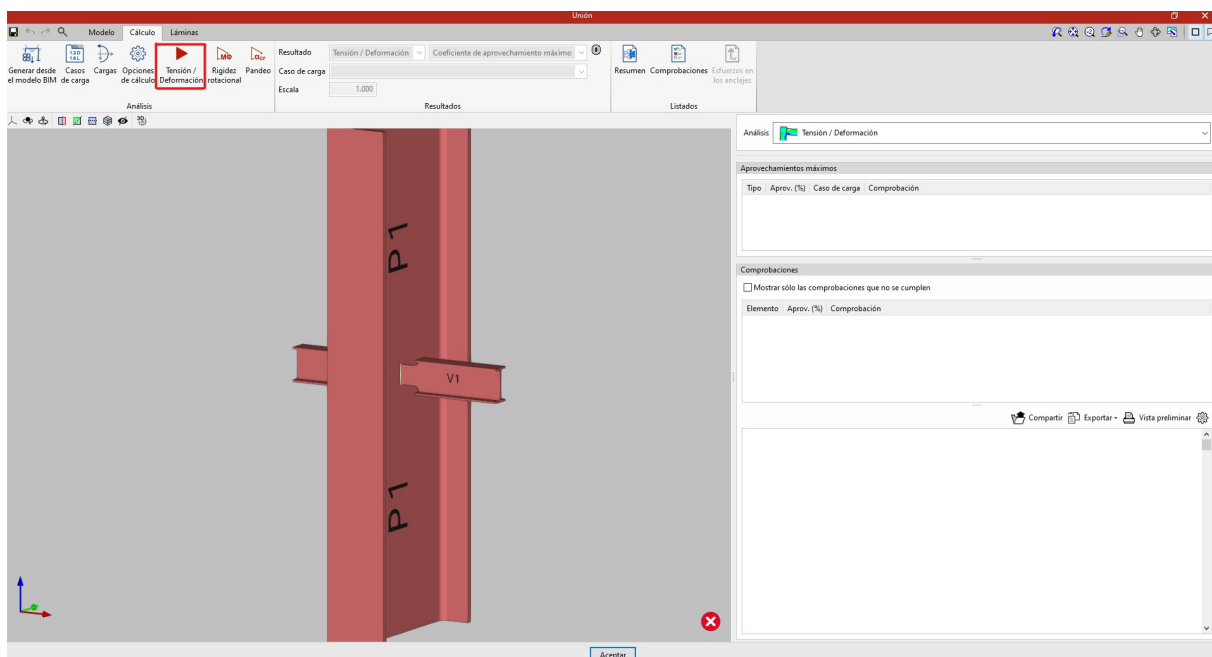 Unión
Modelo Cálculo Láminas
Generar desde el modelo BIM
Casos de carga
Cargas
Opciones de cálculo
Tensión / Deformación
Rigidez rotacional
Pandeo
Análisis
Resultado Tensión / Deformación Coeficiente de aprovechamiento máximo
Caso de carga
Escala 1.000
Resultados
Resumen
Comprobaciones
Esfuerzos en los anclajes
Listados
Análisis Tensión / Deformación
Aprovechamientos máximos
Tipo Aprov. (%) Caso de carga Comprobación
Comprobaciones
Mostrar sólo las comprobaciones que no se cumplen
Elemento Aprov. (%) Comprobación
Compartir Exportar Vista preliminar
P1
V1
P1
Aceptar